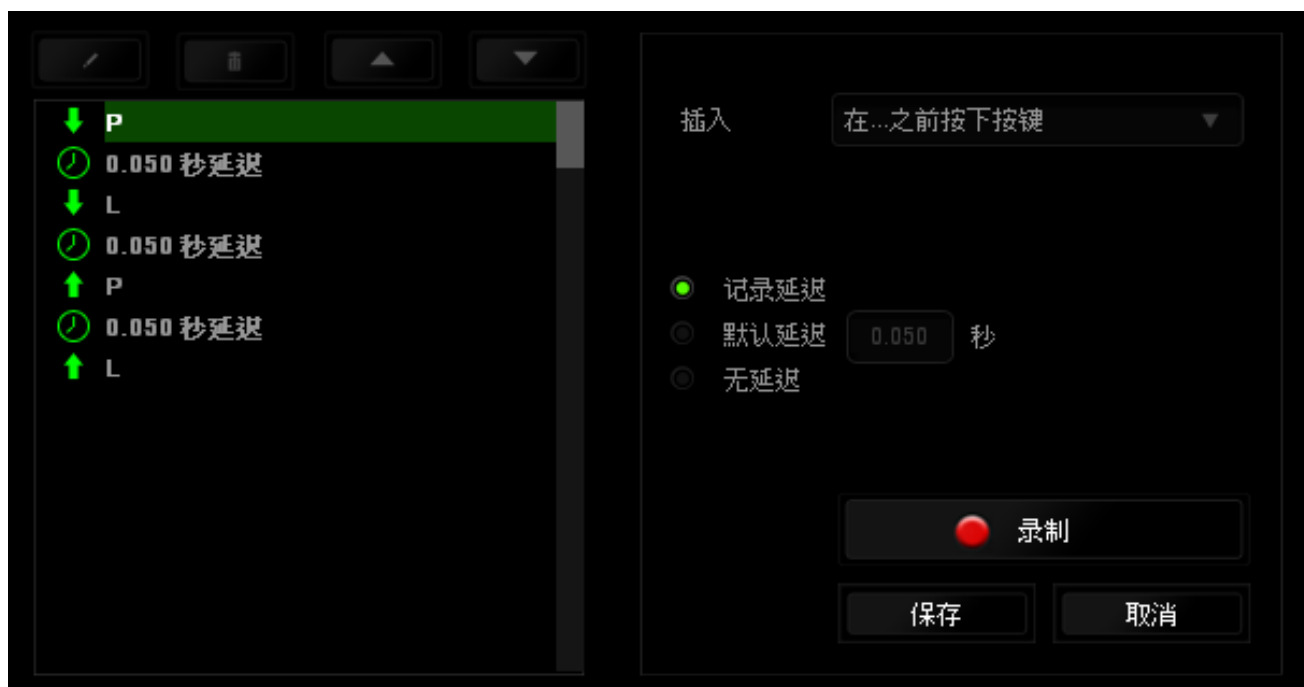 P
0.050 秒延迟
L
0.050 秒延迟
P
0.050 秒延迟
L
插入 在...之前按下按键
记录延迟
默认延迟 0.050 秒
无延迟
录制
保存 取消